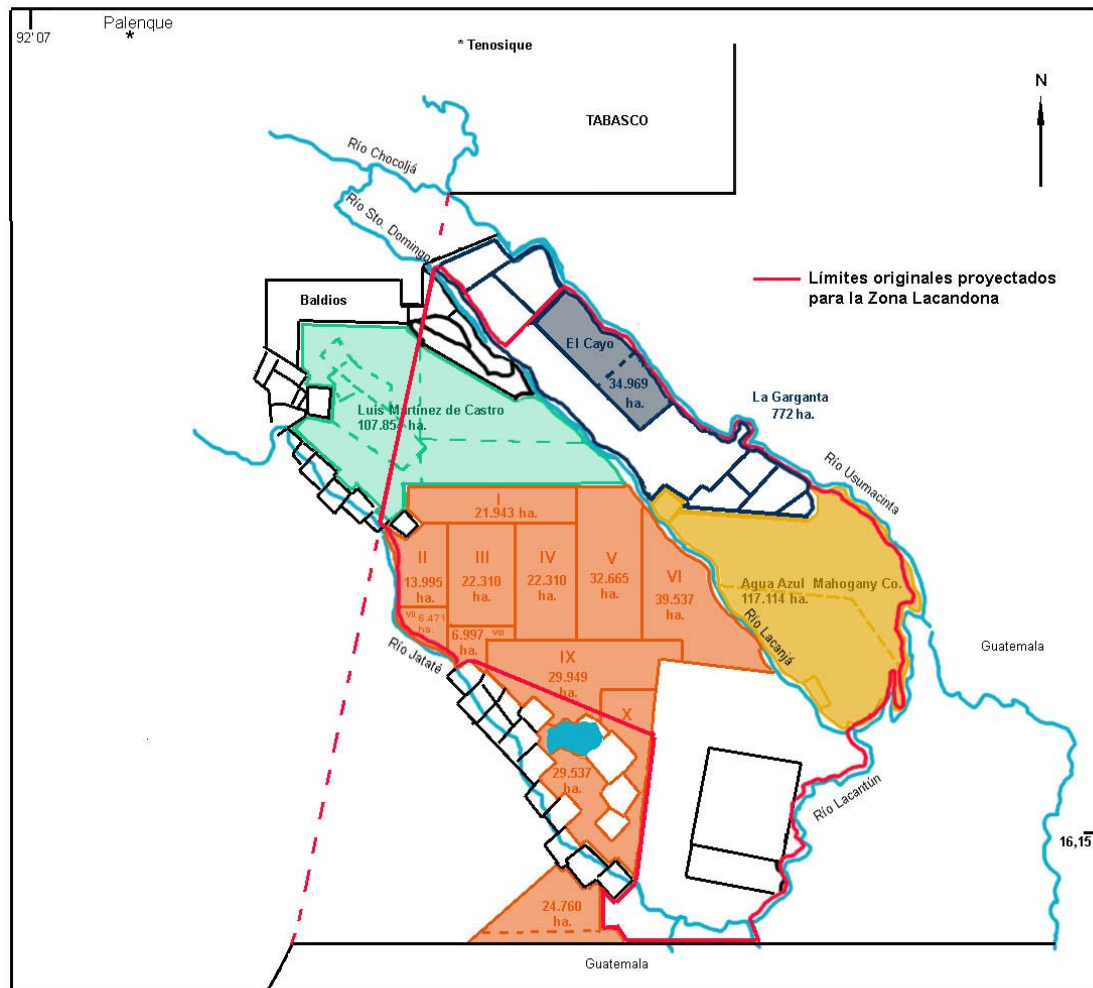 Palenque
*
92'07
* Tenosique
N
TABASCO
Río Chocoljá
Río Sto. Domingo
Límites originales proyectados
para la Zona Lacandona
Baldios
El Cayo
34.969
ha.
La Garganta
772 ha.
Luis Martínez de Castro
107.854 ha.
Río Usumacinta
I
21.943 ha.
II
13.995
ha.
III
22.310
ha.
IV
22.310
ha.
V
32.665
ha.
VI
39.537
ha.
Agua Azul Mahogany Co.
117.114 ha.
VII 6.471
ha.
6.997 VIII
ha.
Río Lacanjá
Río Jataté
IX
29.949
ha.
Guatemala
X
29.537
ha.
Río Lacantún
16,15
24.760
ha.
Guatemala